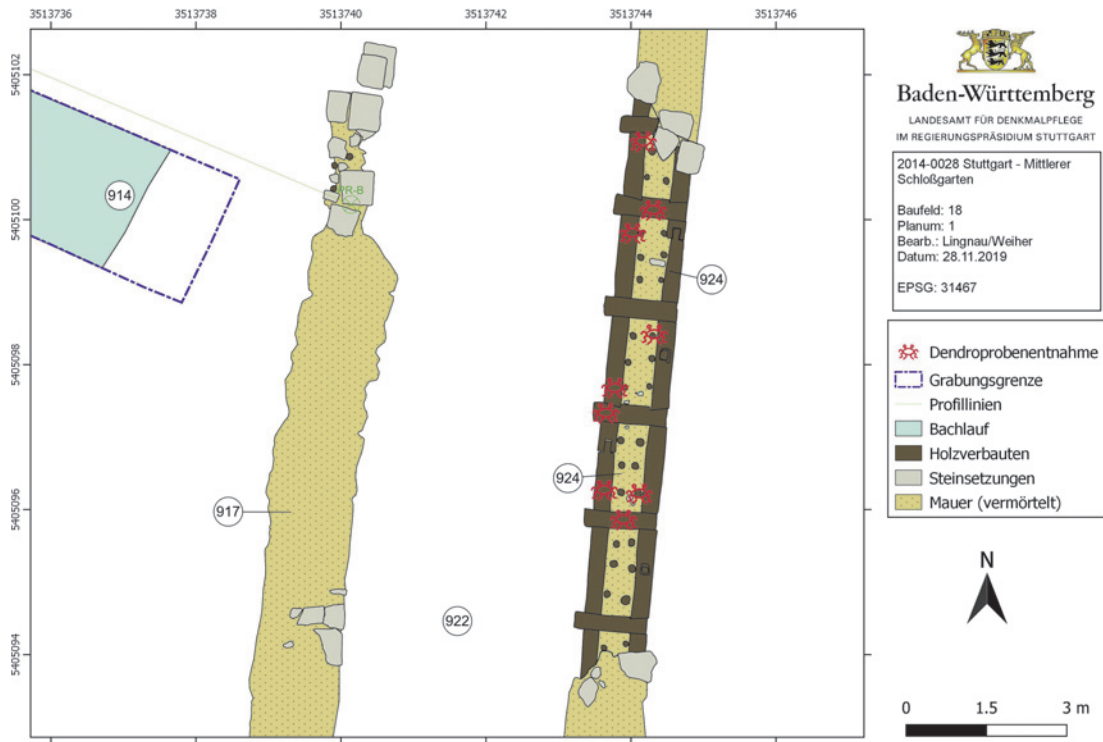 3513736 3513738 3513740 3513742 3513744 3513746
5405102
5405100
5405098
5405096
5405094
914
PR-B
924
924
917
922
Baden-Württemberg
LANDESAMT FÜR DENKMALPFLEGE
IM REGIERUNGSPRÄSIDIUM STUTTGART
2014-0028 Stuttgart - Mittlerer
Schloßgarten
Baufeld: 18
Planum: 1
Bearb.: Lingnau/Weiher
Datum: 28.11.2019
EPSG: 31467
Dendroprobenentnahme
Grabungsgrenze
Profillinien
Bachlauf
Holzverbauten
Steinsetzungen
Mauer (vermörtelt)
N
0 1.5 3 m